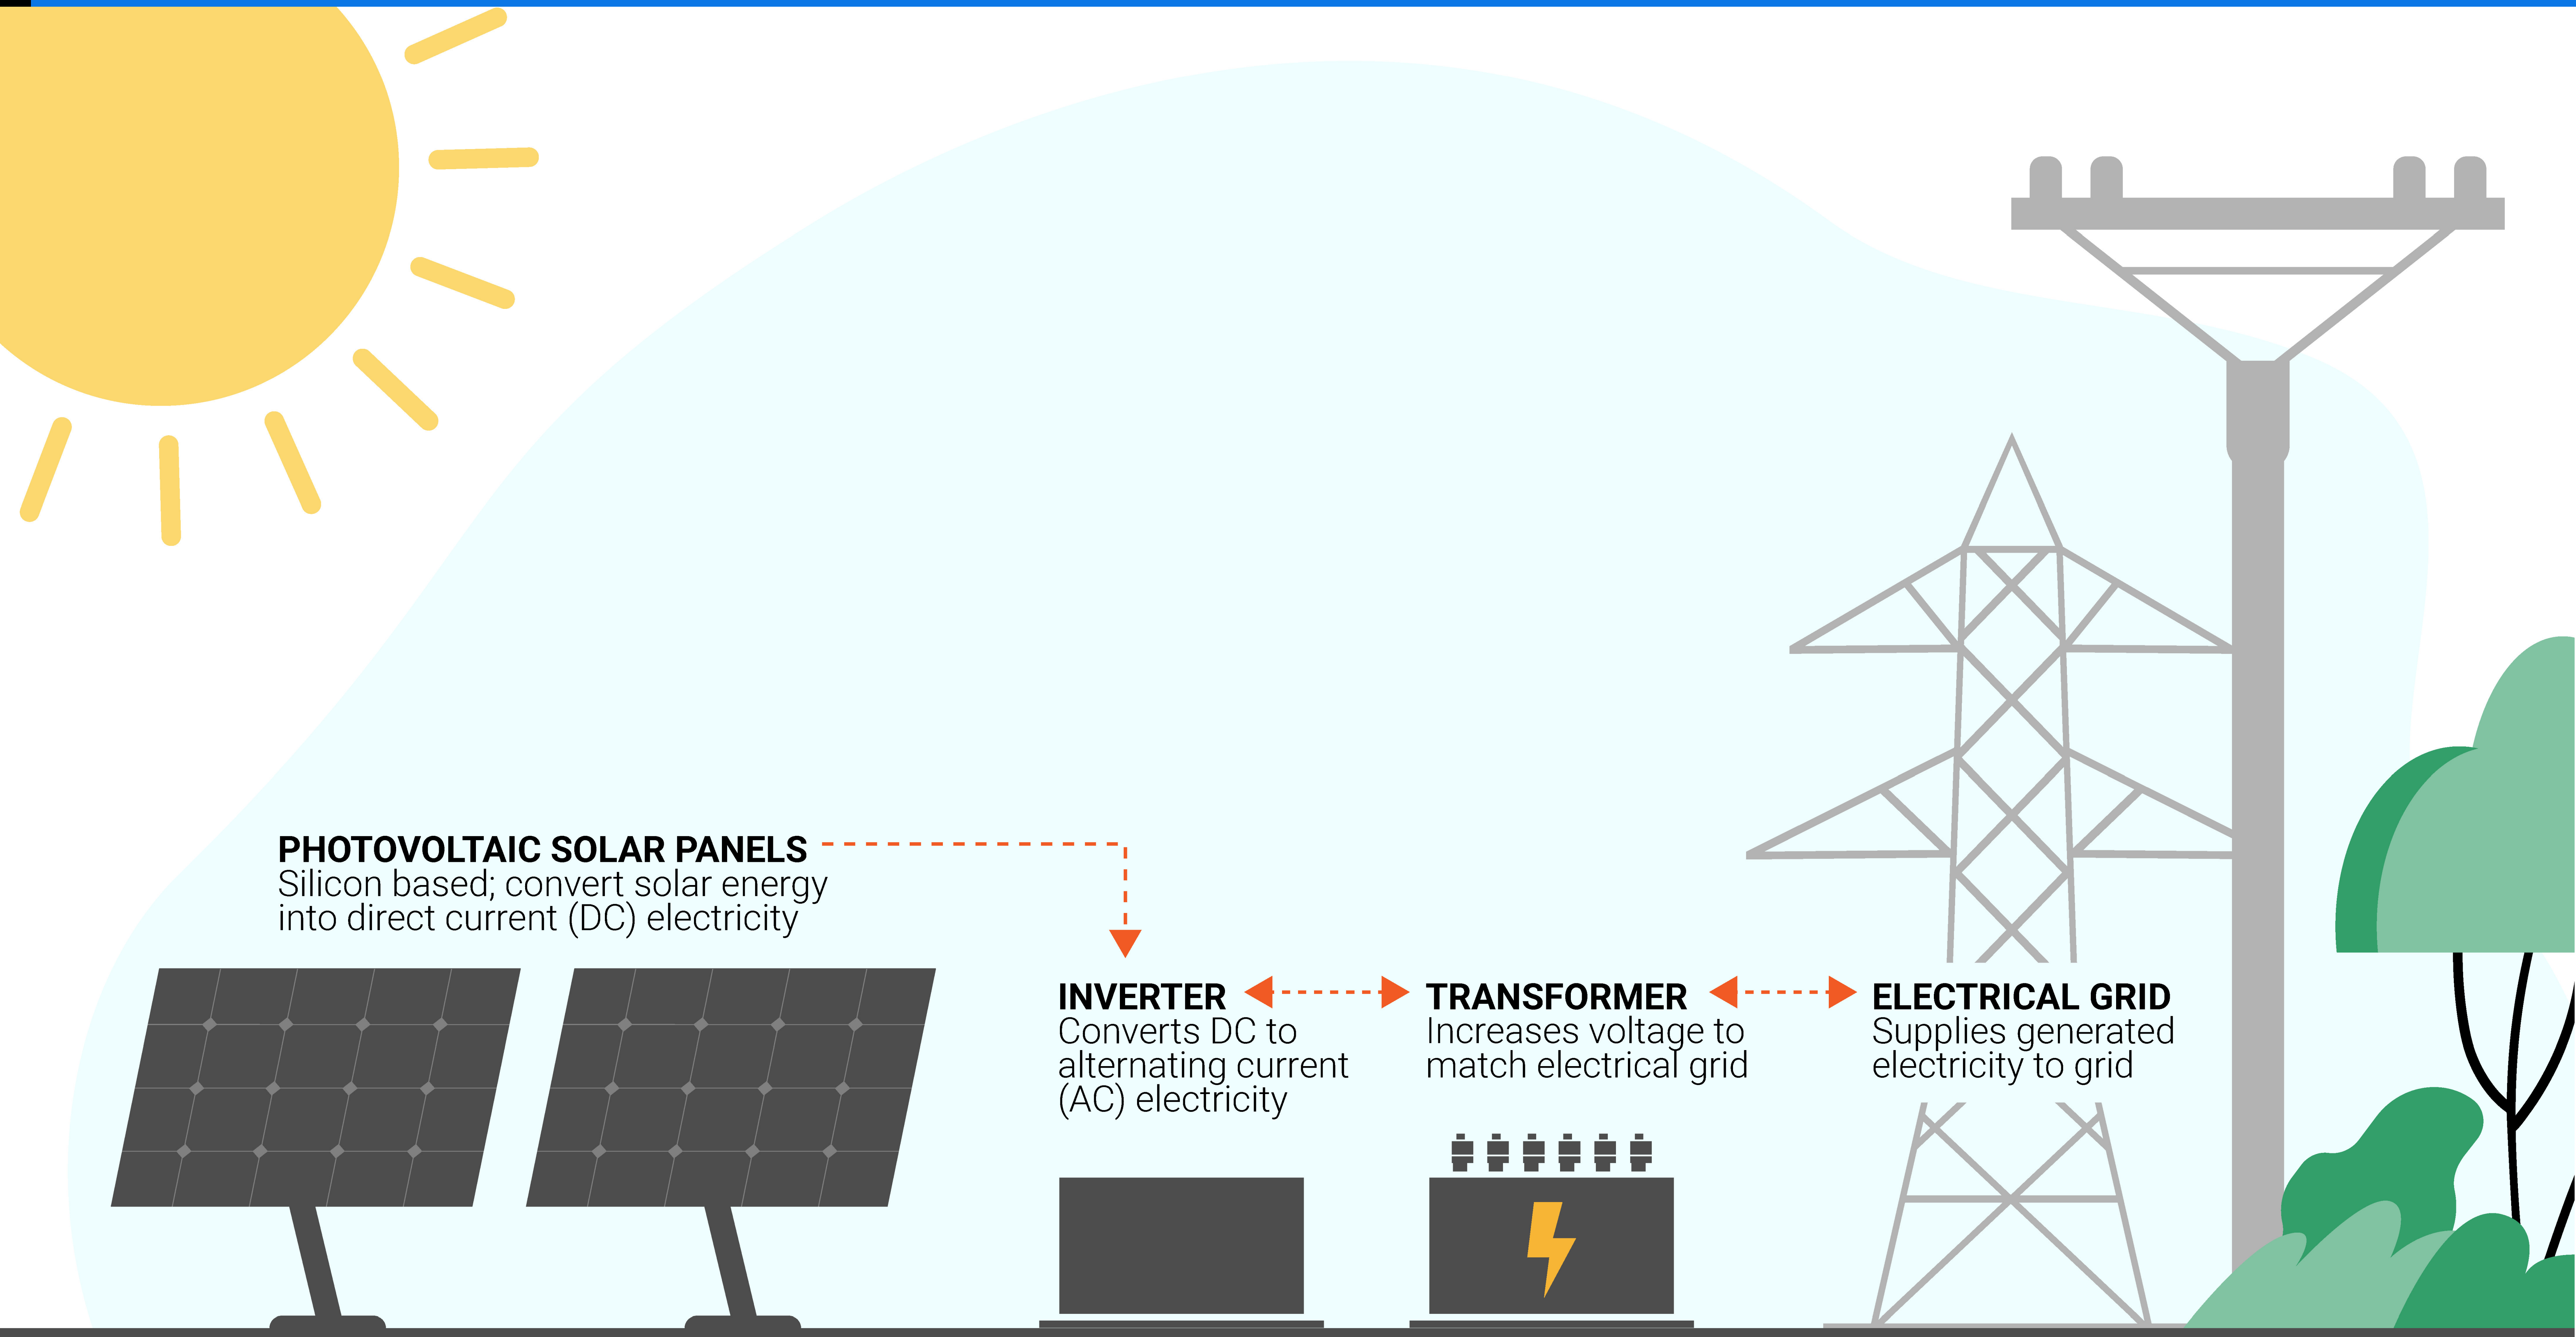 PHOTOVOLTAIC SOLAR PANELS
Silicon based; convert solar energy
into direct current (DC) electricity
INVERTER
Converts DC to
alternating current
(AC) electricity
TRANSFORMER
Increases voltage to
match electrical grid
ELECTRICAL GRID
Supplies generated
electricity to grid